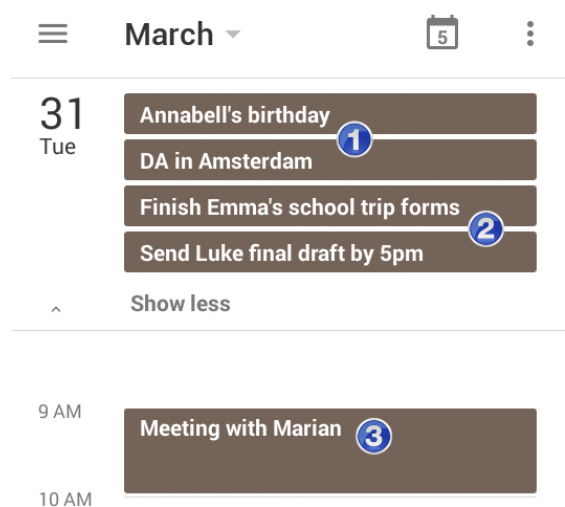 March
5
31
Tue
Annabell's birthday
1
DA in Amsterdam
Finish Emma's school trip forms
2
Send Luke final draft by 5pm
Show less
9 AM
Meeting with Marian 3
10 AM